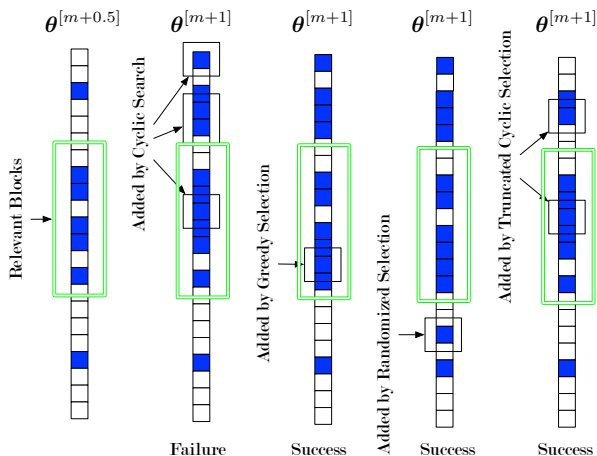 θ[m+0.5]
θ[m+1]
θ[m+1]
θ[m+1]
θ[m+1]
Relevant Blocks
Added by Cyclic Search
Added by Greedy Selection
Added by Randomized Selection
Added by Truncated Cyclic Selection
Failure
Success
Success
Success